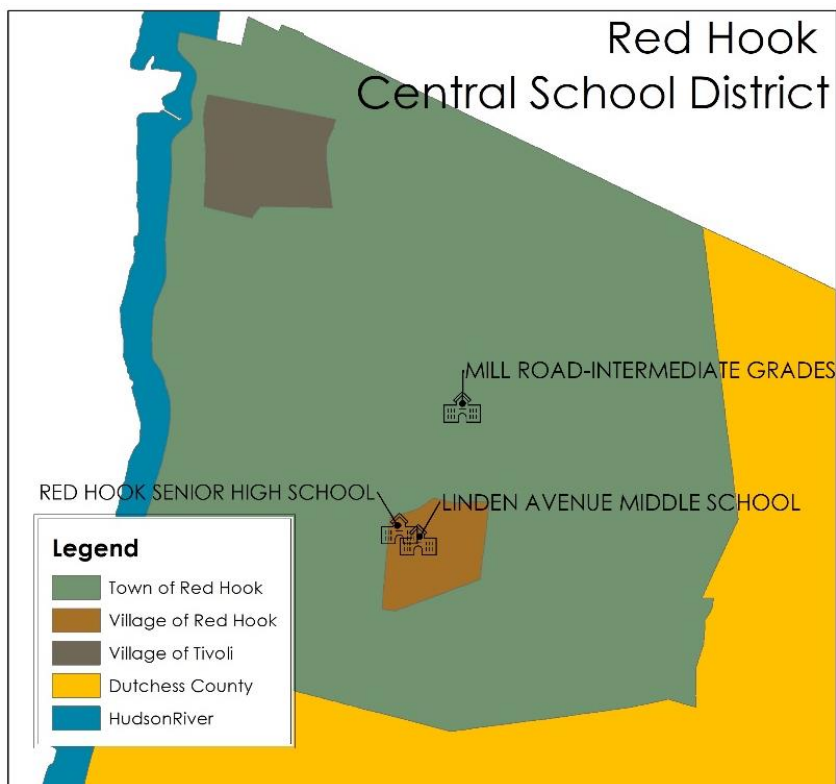 Red Hook
Central School District
MILL ROAD-INTERMEDIATE GRADES
RED HOOK SENIOR HIGH SCHOOL
LINDEN AVENUE MIDDLE SCHOOL
Legend
Town of Red Hook
Village of Red Hook
Village of Tivoli
Dutchess County
HudsonRiver